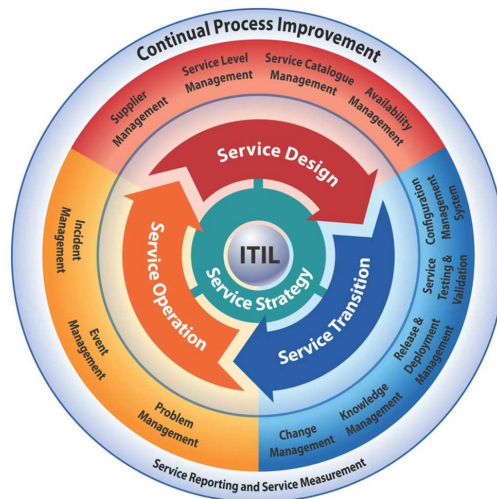 Continual Process Improvement
Supplier
Management
Service Level
Management
Service Catalogue
Management
Availability
Management
Configuration
Management
System
Service
Testing &
Validation
Release &
Deployment
Management
Knowledge
Management
Change
Management
Problem
Management
Event
Management
Incident
Management
Service Design
Service Transition
Service Operation
ITIL
Service Strategy
Service Reporting and Service Measurement